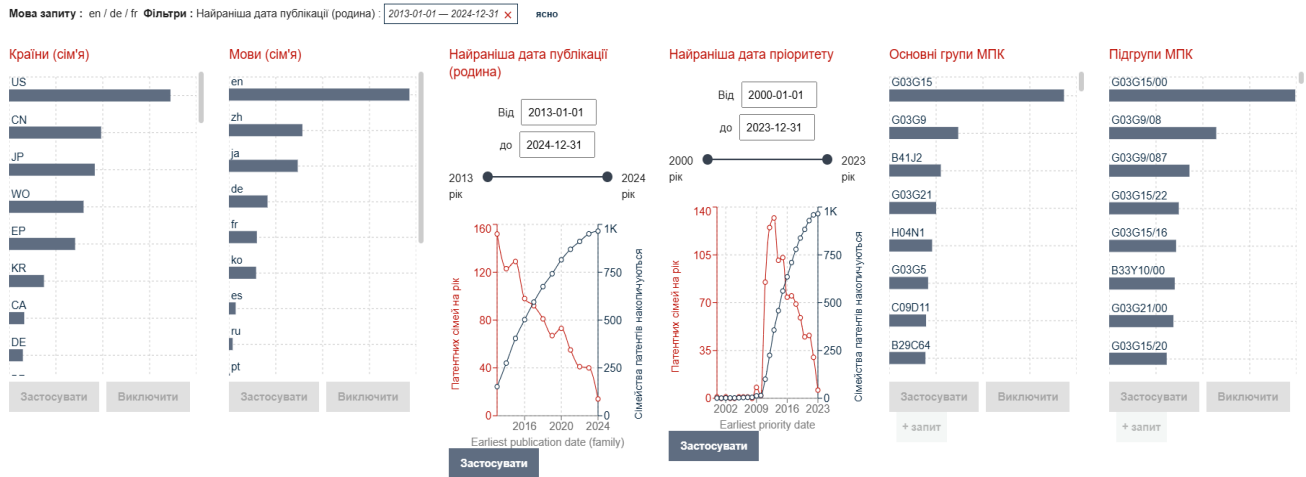 Мова запиту : en / de / fr Фільтри : Найраніша дата публікації (родина) : 2013-01-01 — 2024-12-31 × ясно
Країни (сім'я)
US
CN
JP
WO
EP
KR
CA
DE
Застосувати Виключити
Мови (сім'я)
en
zh
ja
de
fr
ko
es
ru
pt
Застосувати Виключити
Найраніша дата публікації
(родина)
Від 2013-01-01
до 2024-12-31
2013 2024
рік рік
160
120
80
40
0
1K
750
500
250
0
Патентних сімей на рік
Сімейства патентів накопичуються
2016 2020 2024
Earliest publication date (family)
Застосувати
Найраніша дата пріоритету
Від 2000-01-01
до 2023-12-31
2000 2023
рік рік
140
105
70
35
0
1K
750
500
250
0
Патентних сімей на рік
Сімейства патентів накопичуються
2002 2009 2016 2023
Earliest priority date
Застосувати
Основні групи МПК
G03G15
G03G9
B41J2
G03G21
H04N1
G03G5
C09D11
B29C64
Застосувати Виключити
+ запит
Підгрупи МПК
G03G15/00
G03G9/08
G03G9/087
G03G15/22
G03G15/16
B33Y10/00
G03G21/00
G03G15/20
Застосувати Виключити
+ запит